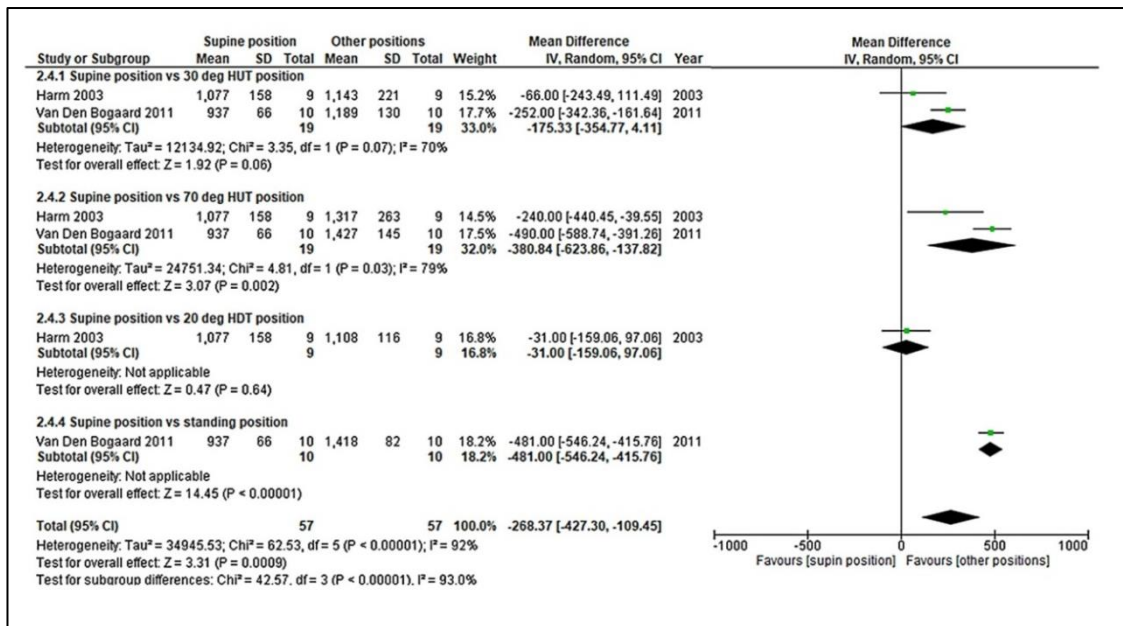 Supine position Other positions Mean Difference Mean Difference
Study or Subgroup Mean SD Total Mean SD Total Weight IV, Random, 95% CI Year IV, Random, 95% CI
2.4.1 Supine position vs 30 deg HUT position
Harm 2003 1,077 158 9 1,143 221 9 15.2% -66.00 [-243.49, 111.49] 2003
Van Den Bogaard 2011 937 66 10 1,189 130 10 17.7% -252.00 [-342.36, -161.64] 2011
Subtotal (95% CI) 19 19 33.0% -175.33 [-354.77, 4.11]
Heterogeneity: Tau² = 12134.92; Chi² = 3.35, df = 1 (P = 0.07); I² = 70%
Test for overall effect: Z = 1.92 (P = 0.06)
2.4.2 Supine position vs 70 deg HUT position
Harm 2003 1,077 158 9 1,317 263 9 14.5% -240.00 [-440.45, -39.55] 2003
Van Den Bogaard 2011 937 66 10 1,427 145 10 17.5% -490.00 [-588.74, -391.26] 2011
Subtotal (95% CI) 19 19 32.0% -380.84 [-623.86, -137.82]
Heterogeneity: Tau² = 24751.34; Chi² = 4.81, df = 1 (P = 0.03); I² = 79%
Test for overall effect: Z = 3.07 (P = 0.002)
2.4.3 Supine position vs 20 deg HDT position
Harm 2003 1,077 158 9 1,108 116 9 16.8% -31.00 [-159.06, 97.06] 2003
Subtotal (95% CI) 9 9 16.8% -31.00 [-159.06, 97.06]
Heterogeneity: Not applicable
Test for overall effect: Z = 0.47 (P = 0.64)
2.4.4 Supine position vs standing position
Van Den Bogaard 2011 937 66 10 1,418 82 10 18.2% -481.00 [-546.24, -415.76] 2011
Subtotal (95% CI) 10 10 18.2% -481.00 [-546.24, -415.76]
Heterogeneity: Not applicable
Test for overall effect: Z = 14.45 (P < 0.00001)
Total (95% CI) 57 57 100.0% -268.37 [-427.30, -109.45]
Heterogeneity: Tau² = 34945.53; Chi² = 62.53, df = 5 (P < 0.00001); I² = 92%
Test for overall effect: Z = 3.31 (P = 0.0009)
Test for subgroup differences: Chi² = 42.57, df = 3 (P < 0.00001), I² = 93.0%
-1000 -500 0 500 1000
Favours [supin position] Favours [other positions]